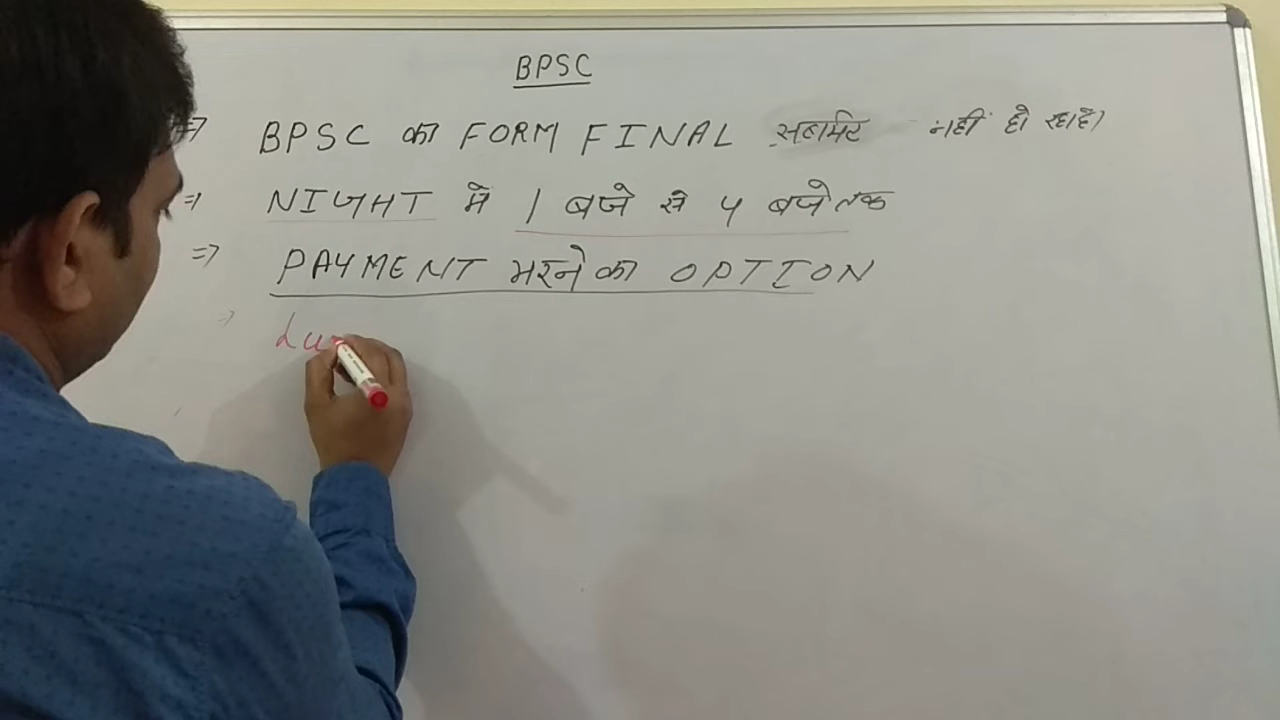 BPSC
⇒ BPSC का FORM FINAL सबमिट नहीं हो रहा है।
⇒ NIGHT में 1 बजे से 4 बजे तक
⇒ PAYMENT भरने का OPTION
⇒